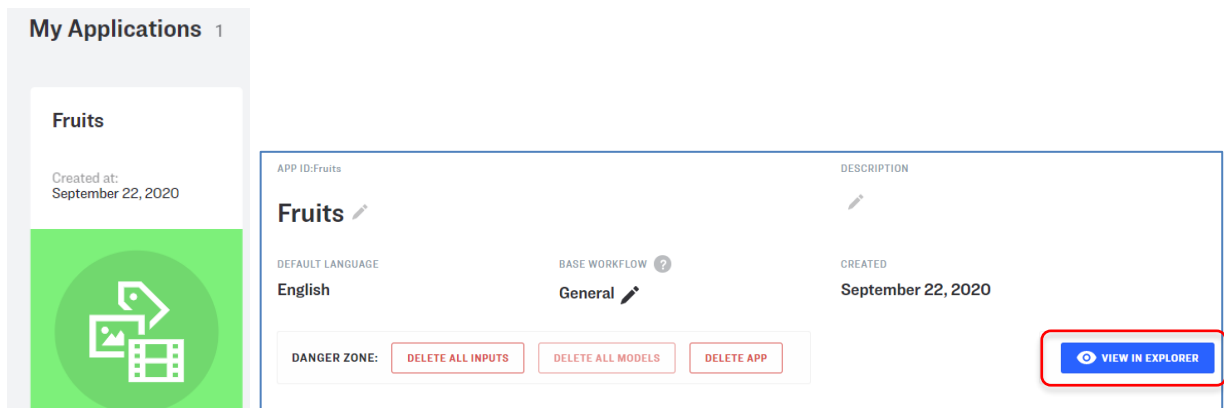 My Applications 1
Fruits
Created at:
September 22, 2020
APP ID:Fruits
DESCRIPTION
Fruits
DEFAULT LANGUAGE
BASE WORKFLOW ?
CREATED
English
General
September 22, 2020
DANGER ZONE: DELETE ALL INPUTS DELETE ALL MODELS DELETE APP
VIEW IN EXPLORER